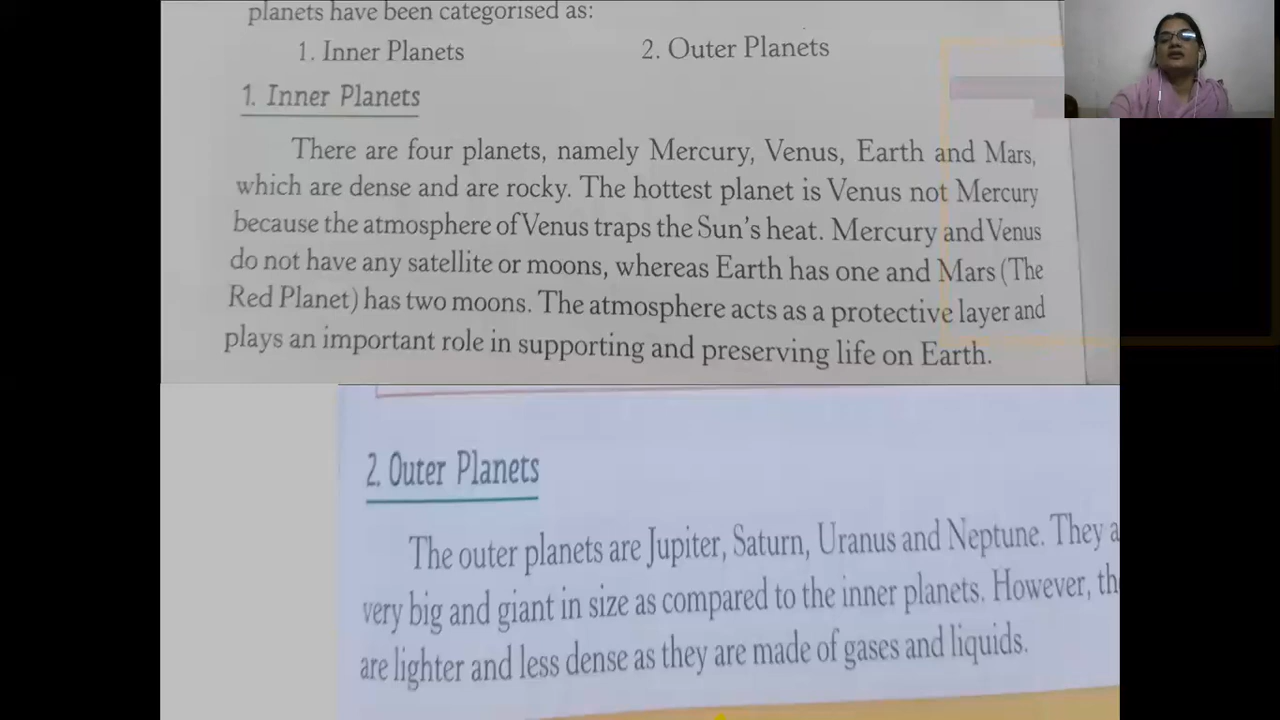 planets have been categorised as:
1. Inner Planets
2. Outer Planets
1. Inner Planets
There are four planets, namely Mercury, Venus, Earth and Mars,
which are dense and are rocky. The hottest planet is Venus not Mercury
because the atmosphere of Venus traps the Sun's heat. Mercury and Venus
do not have any satellite or moons, whereas Earth has one and Mars (The
Red Planet) has two moons. The atmosphere acts as a protective layer and
plays an important role in supporting and preserving life on Earth.
2. Outer Planets
The outer planets are Jupiter, Saturn, Uranus and Neptune. They
very big and giant in size as compared to the inner planets. However,
are lighter and less dense as they are made of gases and liquids.